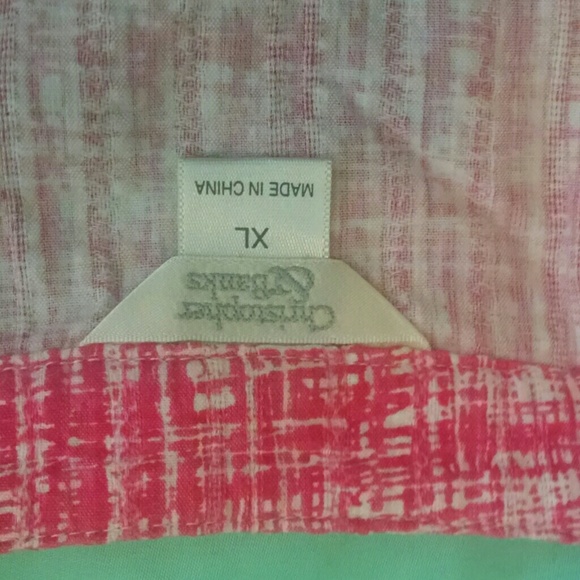 Christopher
& Banks
XL
MADE IN CHINA